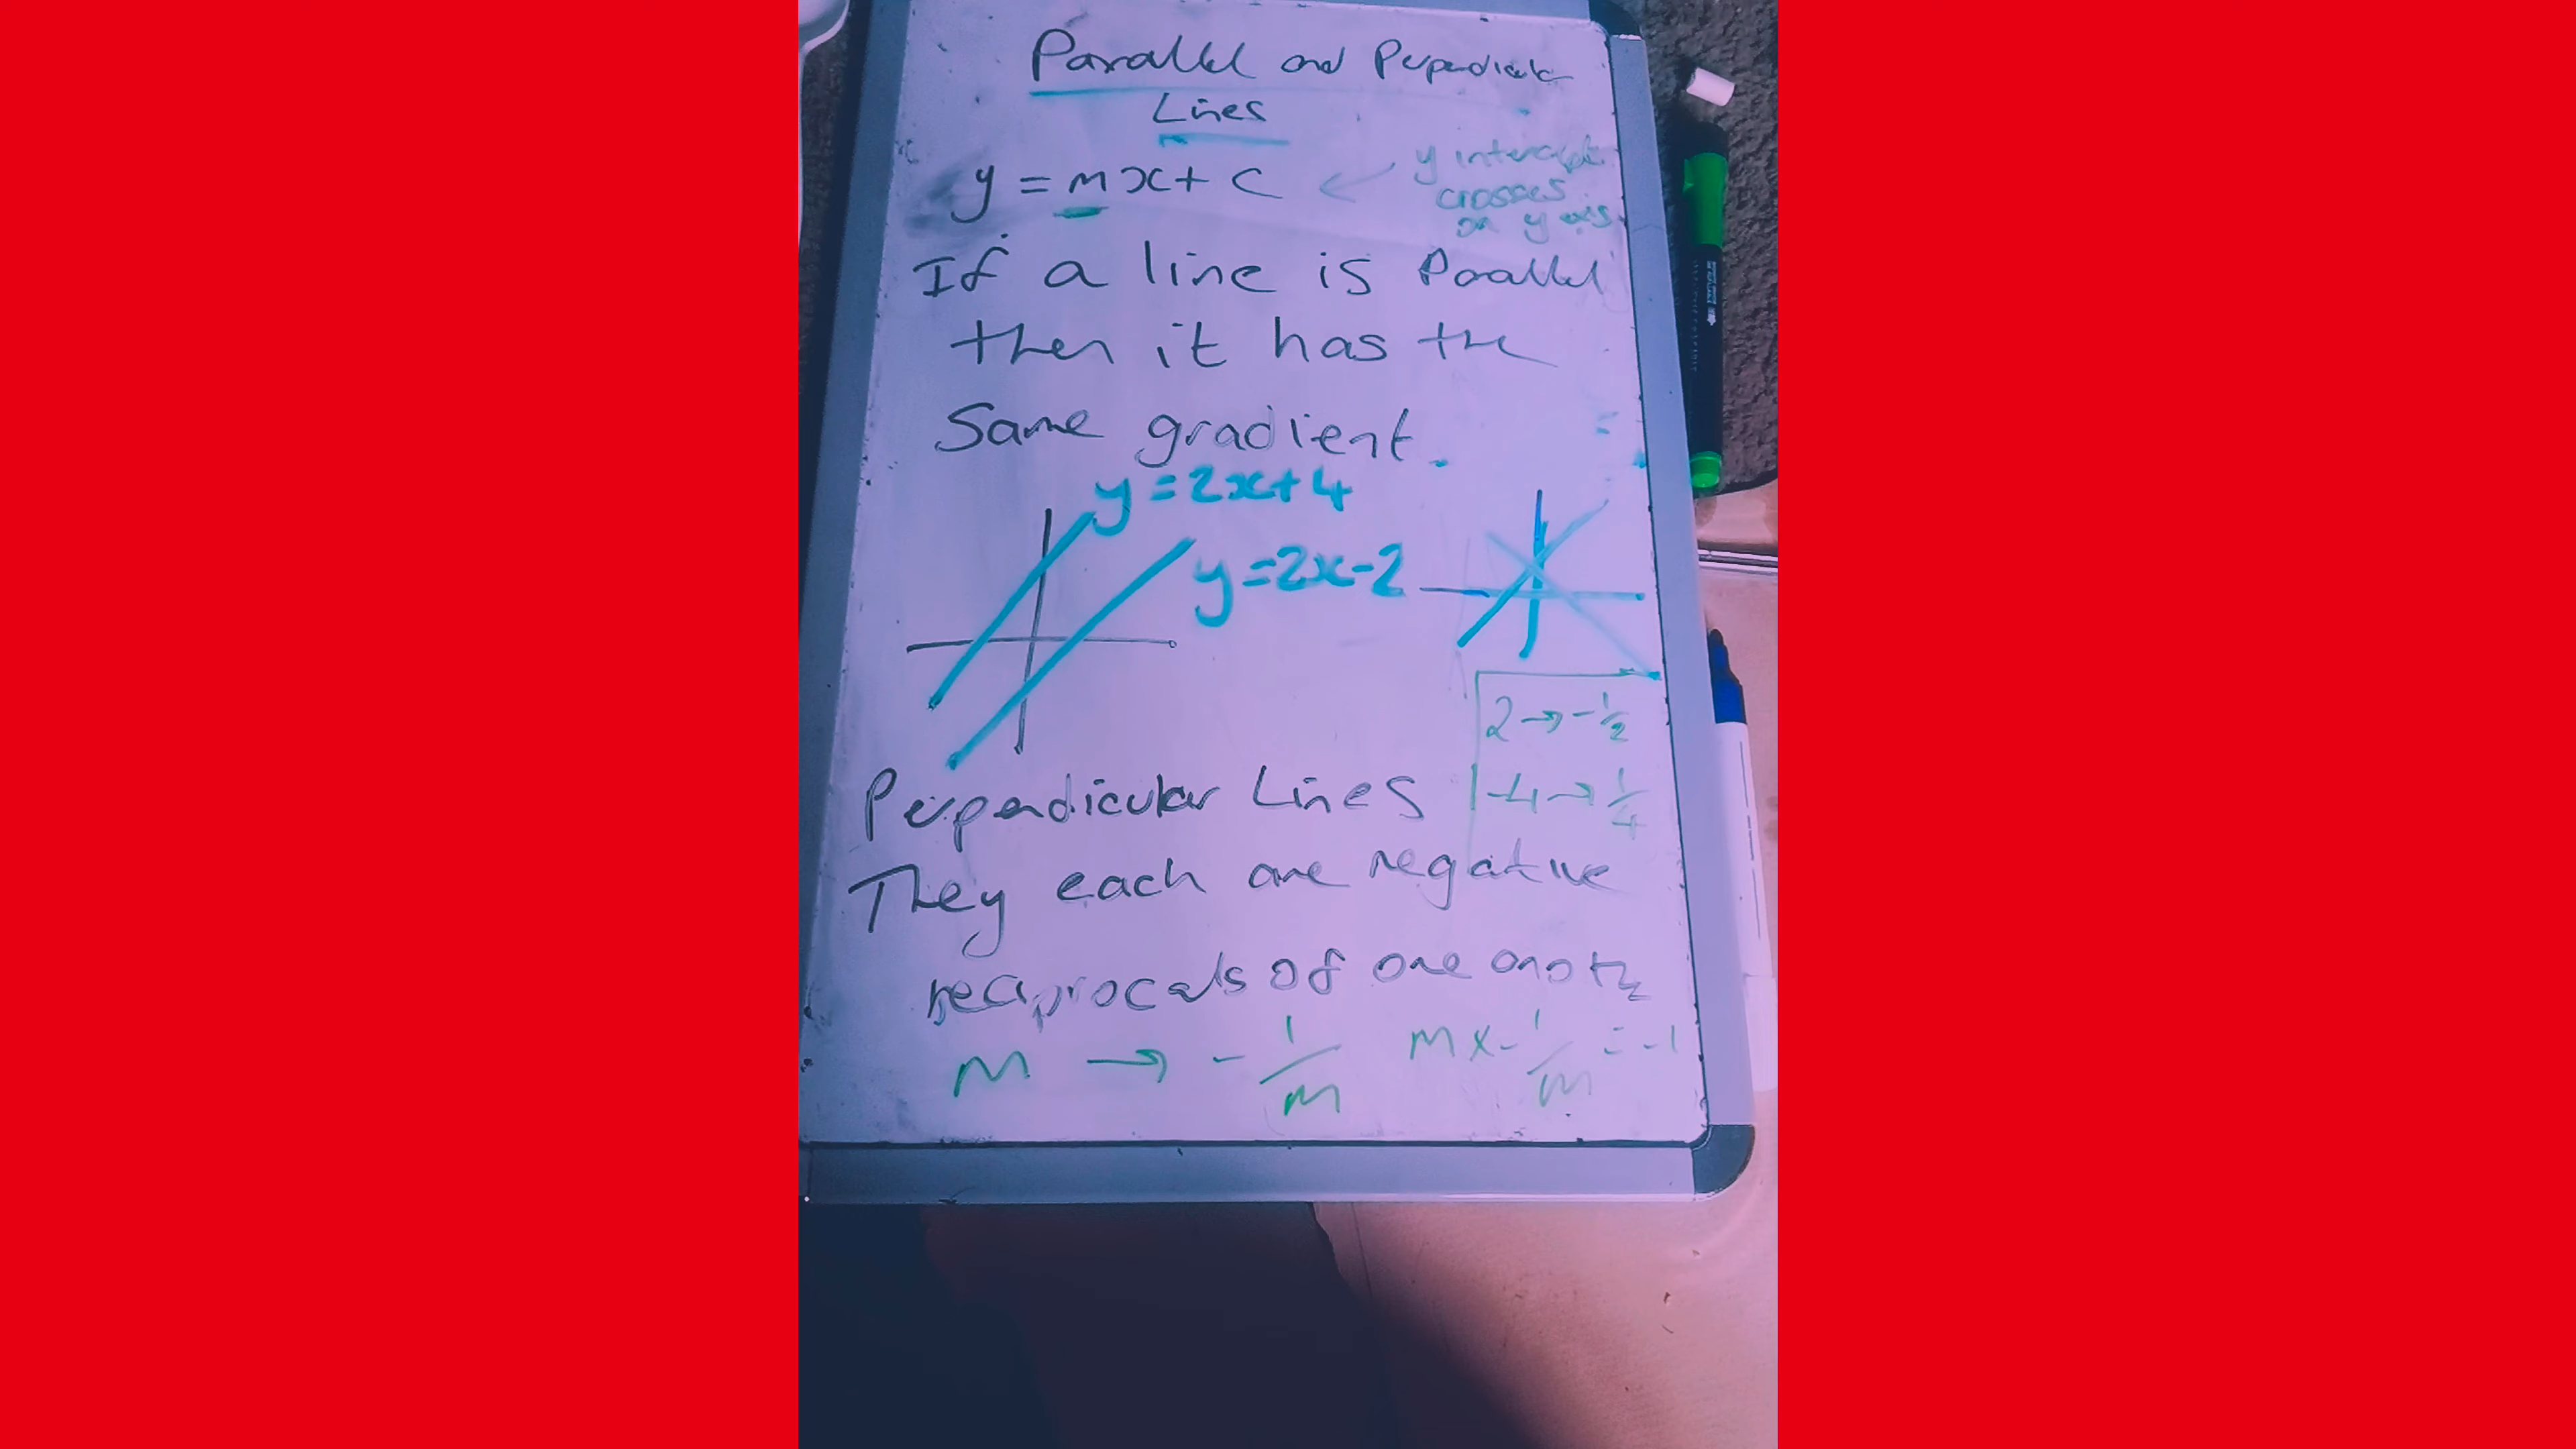 Parallel and Perpendicular
Lines
y = mx + c ← y intercept
crosses
on y axis
If a line is Parallel
then it has the
Same gradient.
y = 2x + 4
y = 2x - 2
2 → -1/2
-4 → 1/4
Perpendicular Lines
They each are negative
reciprocals of one another
m → -1/m m x -1/m = -1